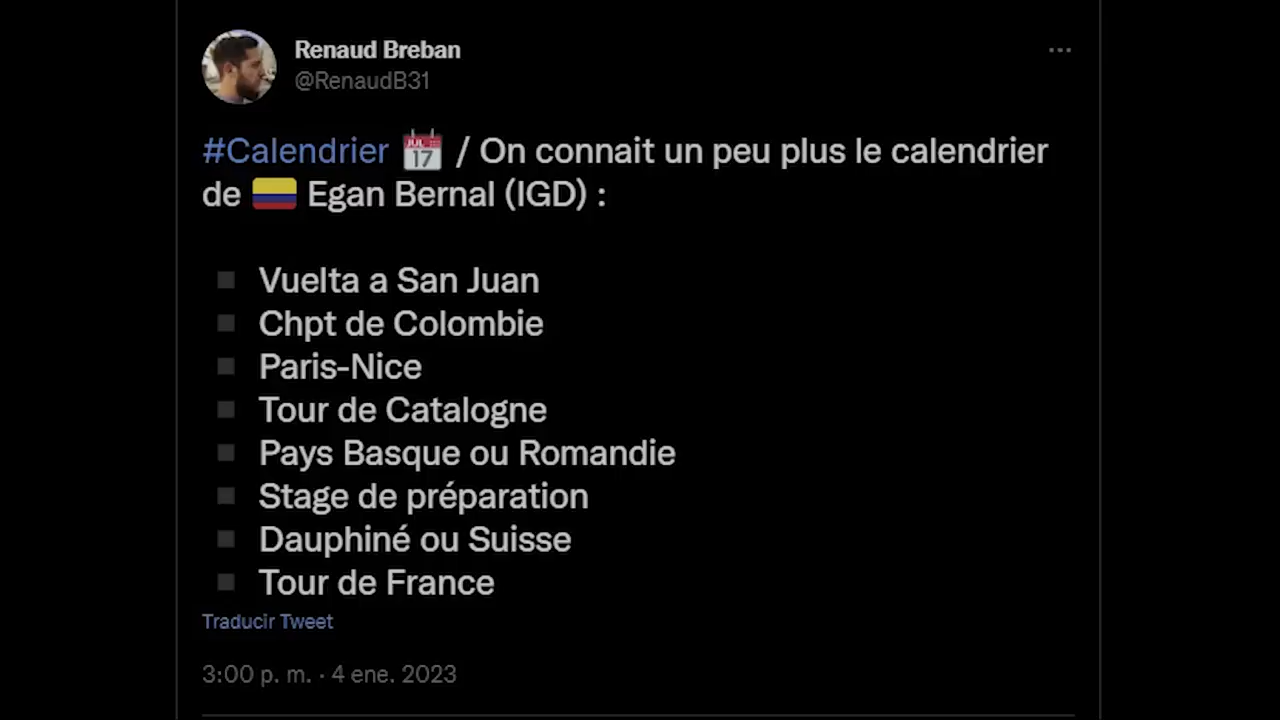 Renaud Breban
@RenaudB31
#Calendrier 📅 / On connait un peu plus le calendrier
de 🇨🇴 Egan Bernal (IGD) :
Vuelta a San Juan
Chpt de Colombie
Paris-Nice
Tour de Catalogne
Pays Basque ou Romandie
Stage de préparation
Dauphiné ou Suisse
Tour de France
Traducir Tweet
3:00 p. m. · 4 ene. 2023